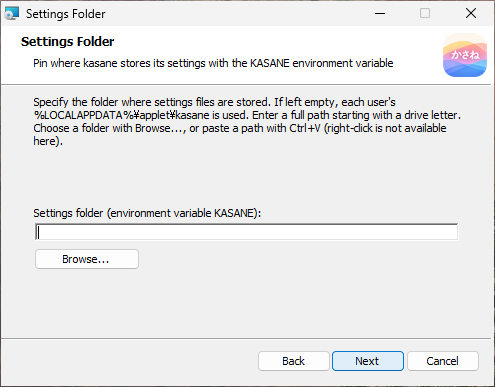 Settings Folder
Settings Folder
かさね
Pin where kasane stores its settings with the KASANE environment variable
Specify the folder where settings files are stored. If left empty, each user's
%LOCALAPPDATA%¥applet¥kasane is used. Enter a full path starting with a drive letter.
Choose a folder with Browse..., or paste a path with Ctrl+V (right-click is not available
here).
Settings folder (environment variable KASANE):
Browse...
Back
Next
Cancel